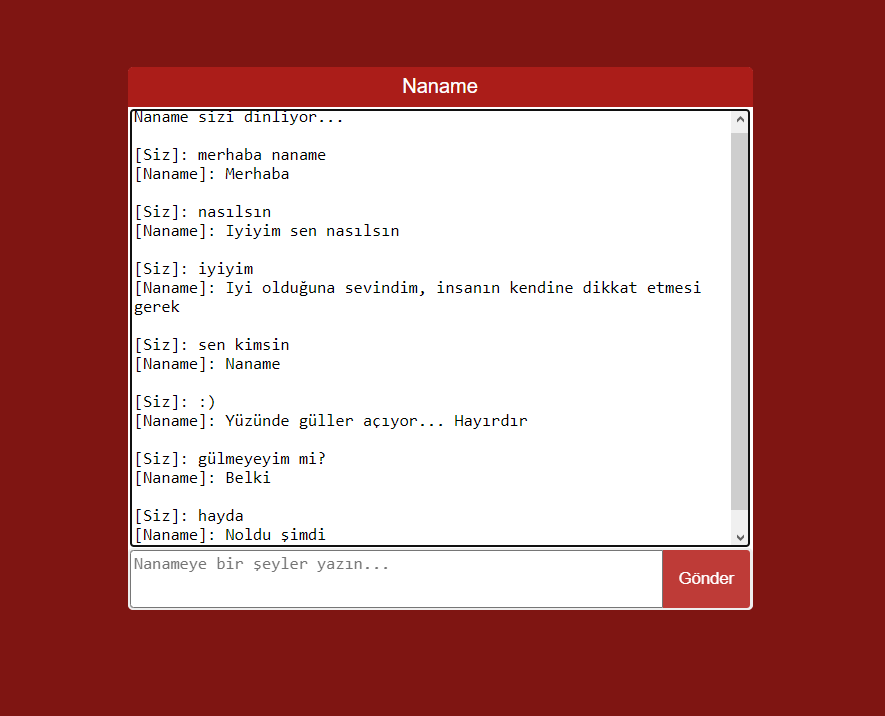 Naname
Naname sizi dinliyor...
[Siz]: merhaba naname
[Naname]: Merhaba
[Siz]: nasılsın
[Naname]: Iyiyim sen nasılsın
[Siz]: iyiyim
[Naname]: Iyi olduğuna sevindim, insanın kendine dikkat etmesi
gerek
[Siz]: sen kimsin
[Naname]: Naname
[Siz]: :)
[Naname]: Yüzünde güller açıyor... Hayırdır
[Siz]: gülmeyeyim mi?
[Naname]: Belki
[Siz]: hayda
[Naname]: Noldu şimdi
Nanameye bir şeyler yazın...
Gönder